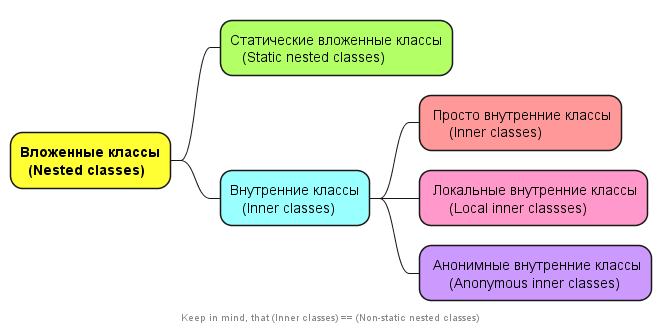 Статические вложенные классы
(Static nested classes)
Просто внутренние классы
(Inner classes)
Вложенные классы
(Nested classes)
Внутренние классы
(Inner classes)
Локальные внутренние классы
(Local inner classses)
Анонимные внутренние классы
(Anonymous inner classes)
Keep in mind, that (Inner classes) == (Non-static nested classes)